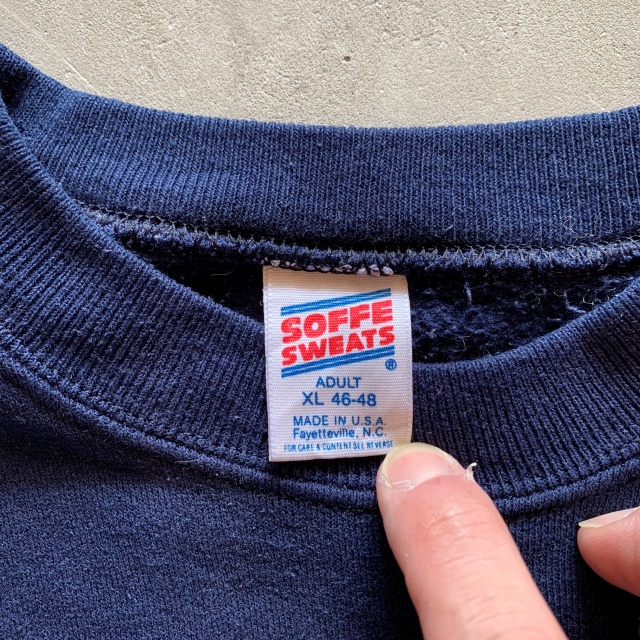 SOFFE
SWEATS
®
ADULT
XL 46-48
MADE IN U.S.A.
Fayetteville, N.C.
FOR CARE & CONTENT SEE REVERSE